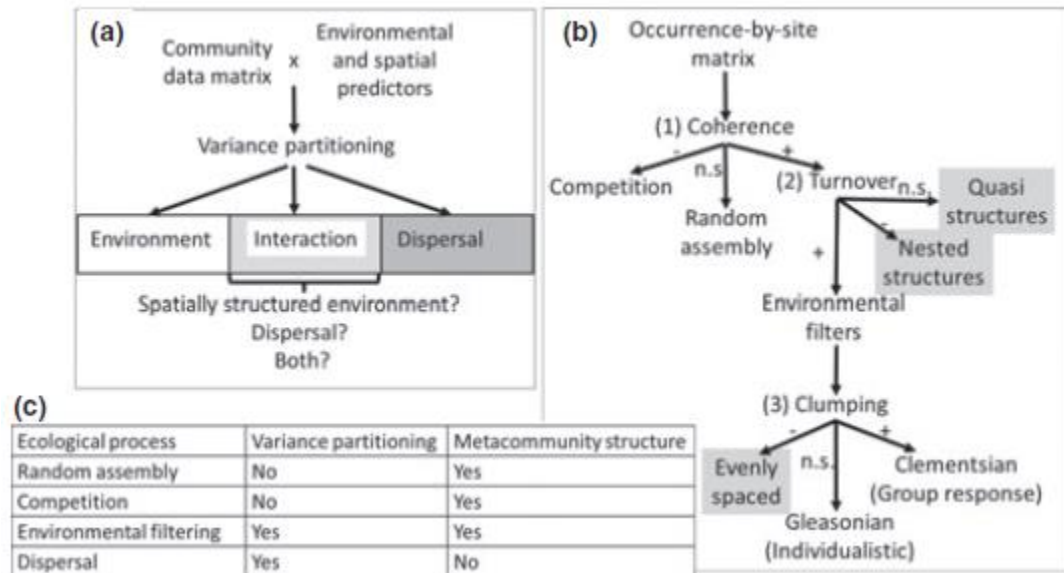 (a)
Community
data matrix
x
Environmental
and spatial
predictors
Variance partitioning
Environment
Interaction
Dispersal
Spatially structured environment?
Dispersal?
Both?
(b)
Occurrence-by-site
matrix
(1) Coherence
-
n.s
+
Competition
Random
assembly
(2) Turnover
n.s.
-
+
Quasi
structures
Nested
structures
Environmental
filters
(3) Clumping
-
n.s.
+
Evenly
spaced
Gleasonian
(Individualistic)
Clementsian
(Group response)
(c)
Ecological process Variance partitioning Metacommunity structure
Random assembly No Yes
Competition No Yes
Environmental filtering Yes Yes
Dispersal Yes No